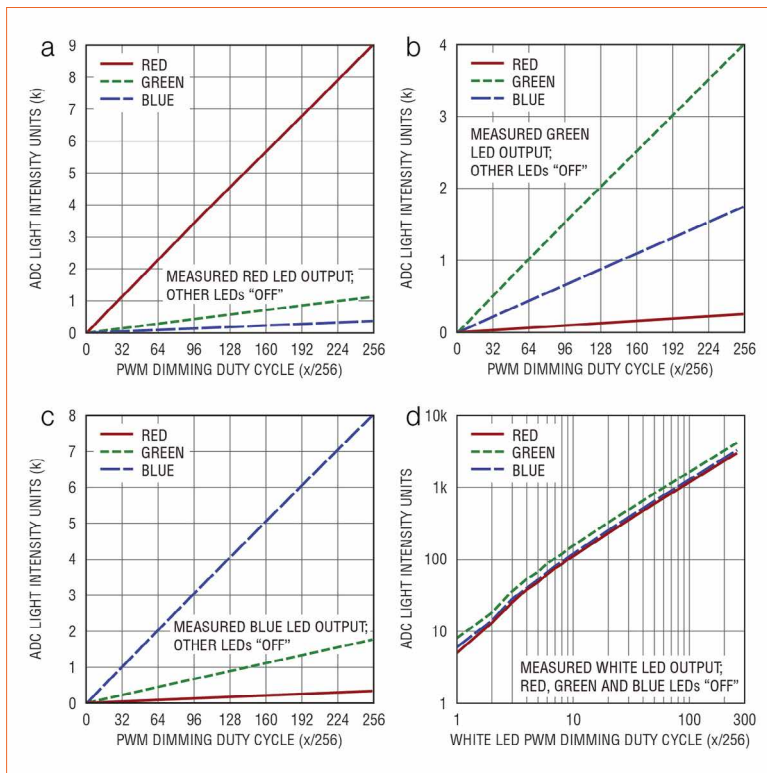 a
9
8
7
6
5
4
3
2
1
0
ADC LIGHT INTENSITY UNITS (k)
RED
GREEN
BLUE
MEASURED RED LED OUTPUT;
OTHER LEDs “OFF”
0 32 64 96 128 160 192 224 256
PWM DIMMING DUTY CYCLE (x/256)
b
4
3
2
1
0
ADC LIGHT INTENSITY UNITS (k)
RED
GREEN
BLUE
MEASURED GREEN
LED OUTPUT;
OTHER LEDs “OFF”
0 32 64 96 128 160 192 224 256
PWM DIMMING DUTY CYCLE (x/256)
c
8
7
6
5
4
3
2
1
0
ADC LIGHT INTENSITY UNITS (k)
RED
GREEN
BLUE
MEASURED BLUE LED OUTPUT;
OTHER LEDs “OFF”
0 32 64 96 128 160 192 224 256
PWM DIMMING DUTY CYCLE (x/256)
d
10k
1k
100
10
1
ADC LIGHT INTENSITY UNITS
RED
GREEN
BLUE
MEASURED WHITE LED OUTPUT;
RED, GREEN AND BLUE LEDs “OFF”
1 10 100 300
WHITE LED PWM DIMMING DUTY CYCLE (x/256)